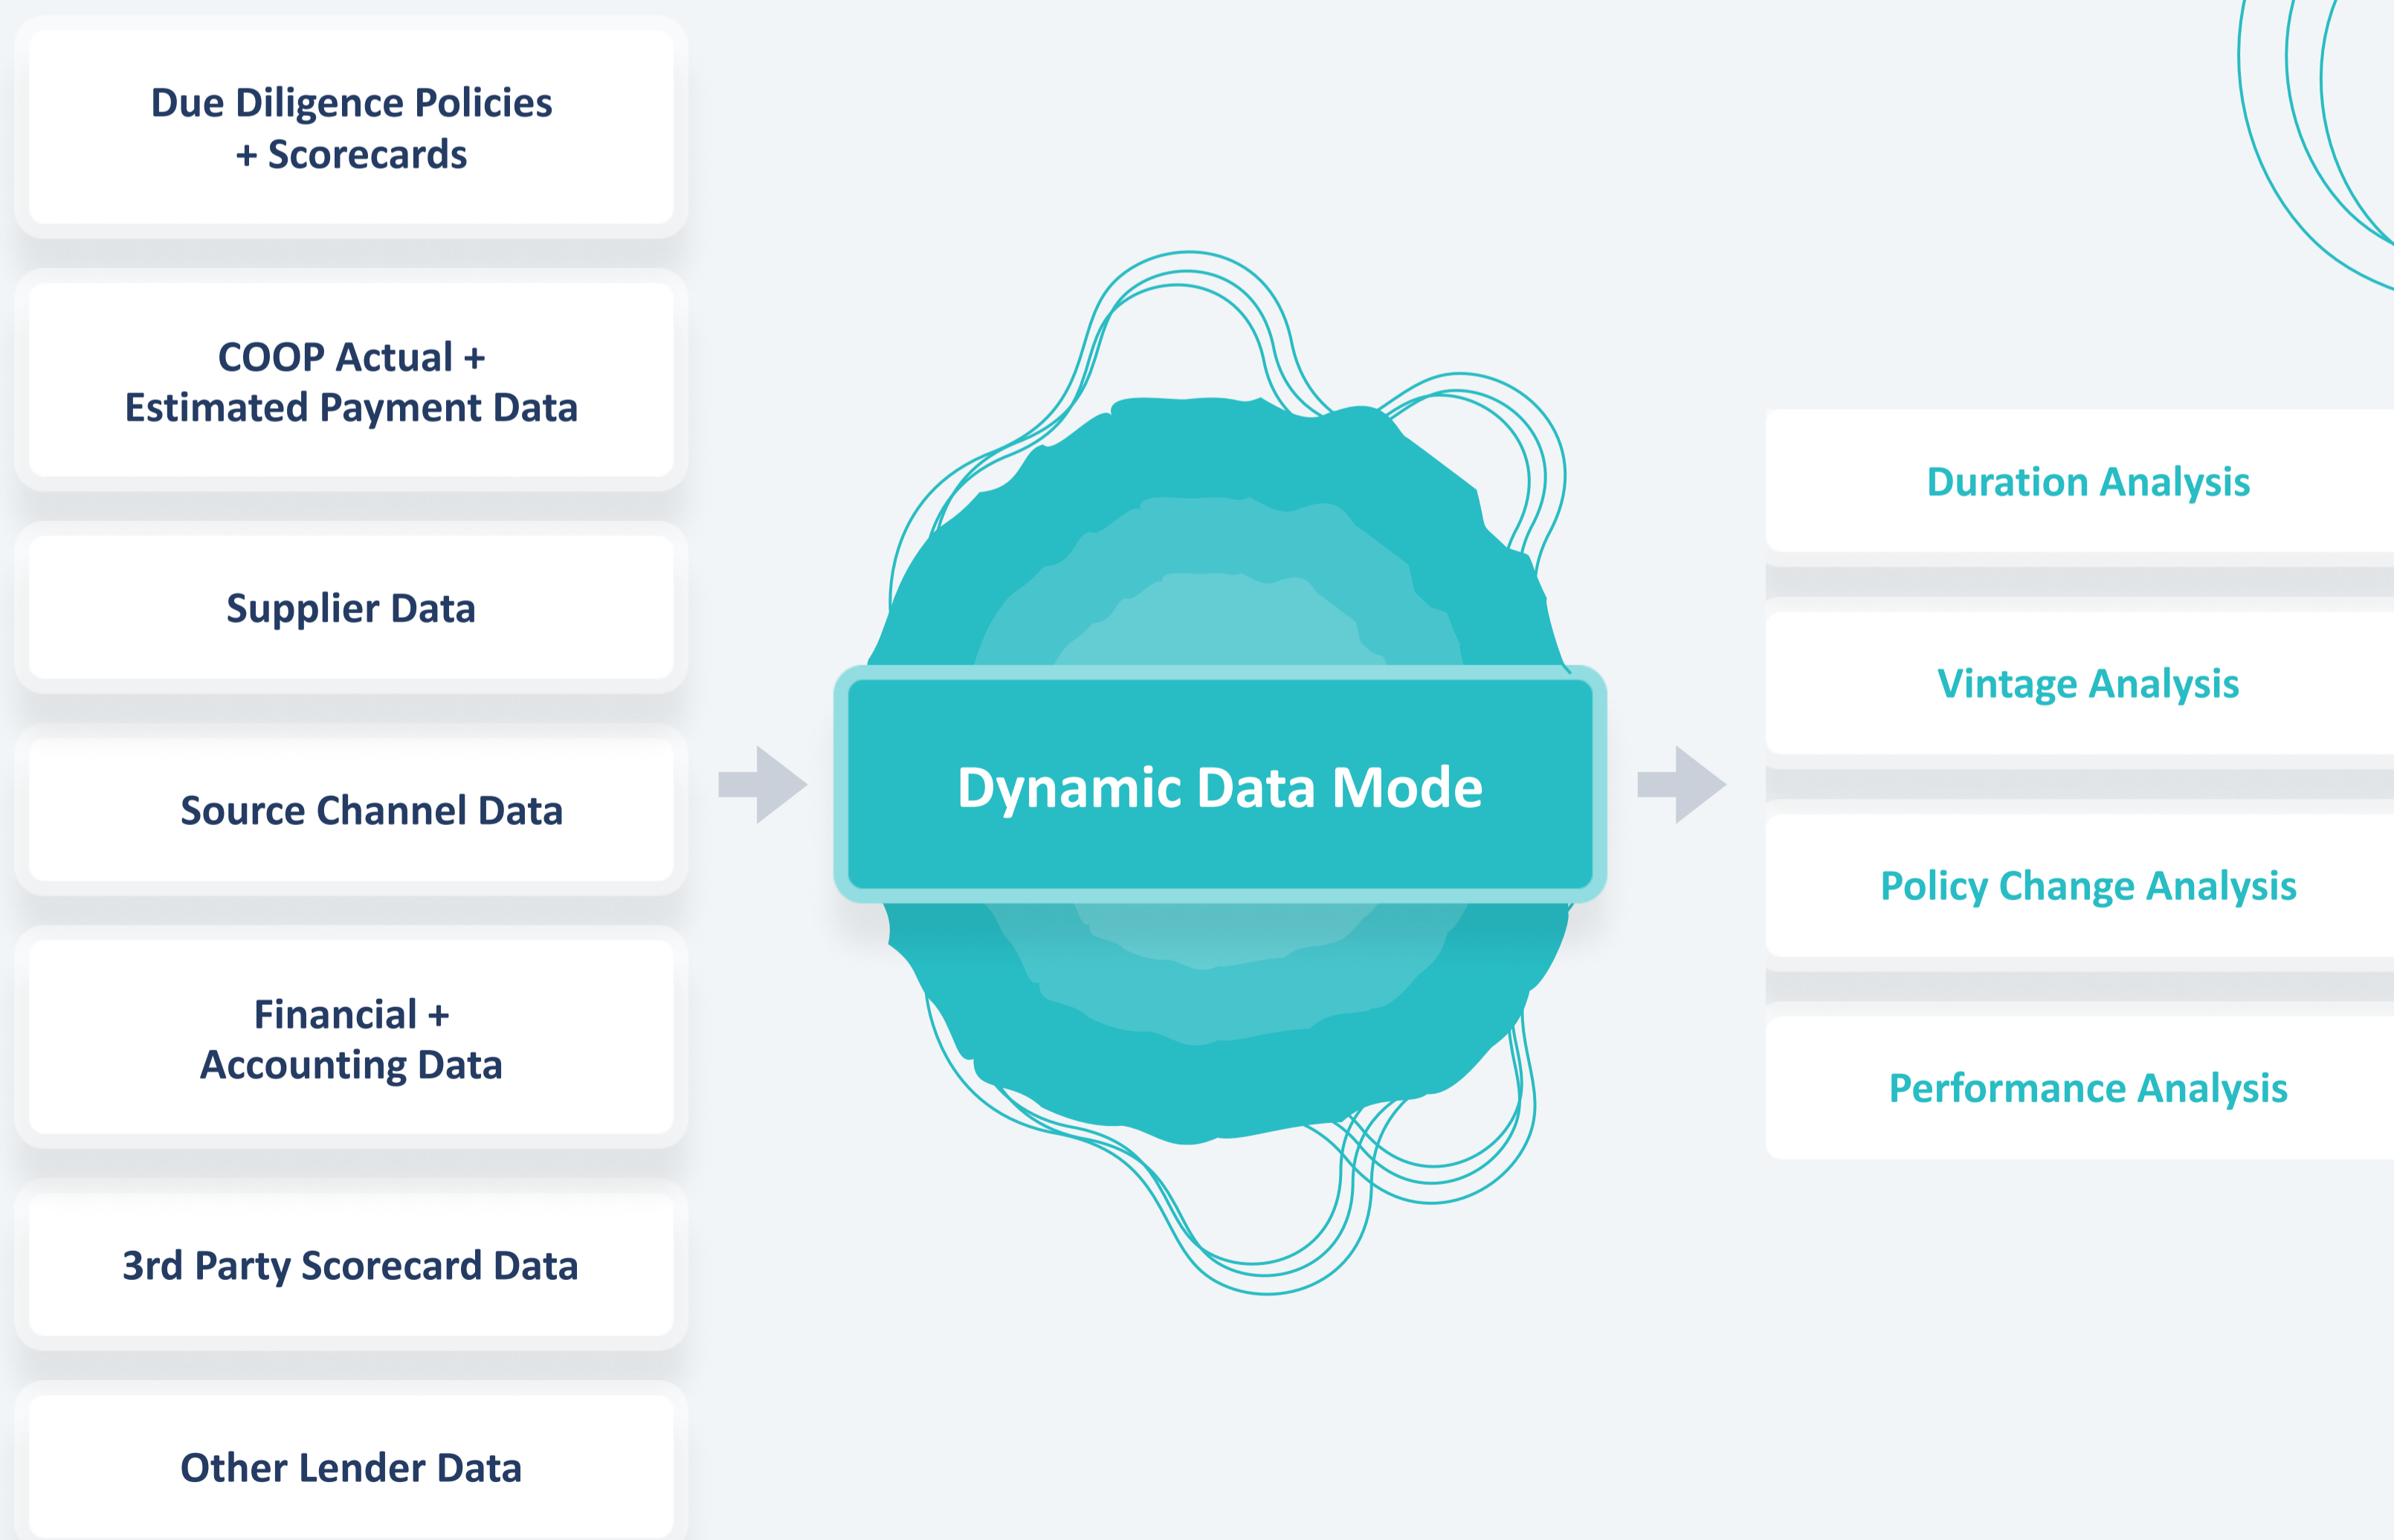 Due Diligence Policies
+ Scorecards
COOP Actual +
Estimated Payment Data
Supplier Data
Source Channel Data
Financial +
Accounting Data
3rd Party Scorecard Data
Other Lender Data
Dynamic Data Mode
Duration Analysis
Vintage Analysis
Policy Change Analysis
Performance Analysis